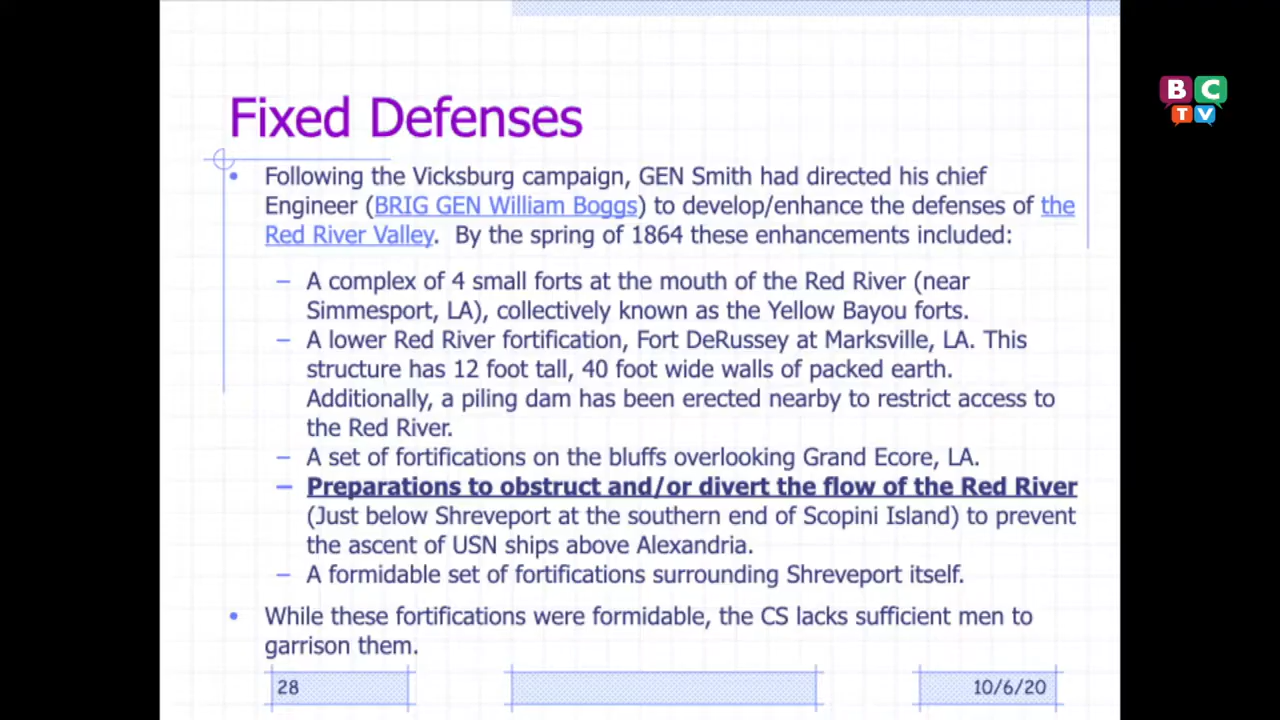 B C
T V
Fixed Defenses
• Following the Vicksburg campaign, GEN Smith had directed his chief
Engineer (BRIG GEN William Boggs) to develop/enhance the defenses of the
Red River Valley. By the spring of 1864 these enhancements included:
– A complex of 4 small forts at the mouth of the Red River (near
Simmesport, LA), collectively known as the Yellow Bayou forts.
– A lower Red River fortification, Fort DeRussey at Marksville, LA. This
structure has 12 foot tall, 40 foot wide walls of packed earth.
Additionally, a piling dam has been erected nearby to restrict access to
the Red River.
– A set of fortifications on the bluffs overlooking Grand Ecore, LA.
– Preparations to obstruct and/or divert the flow of the Red River
(Just below Shreveport at the southern end of Scopini Island) to prevent
the ascent of USN ships above Alexandria.
– A formidable set of fortifications surrounding Shreveport itself.
• While these fortifications were formidable, the CS lacks sufficient men to
garrison them.
28
10/6/20